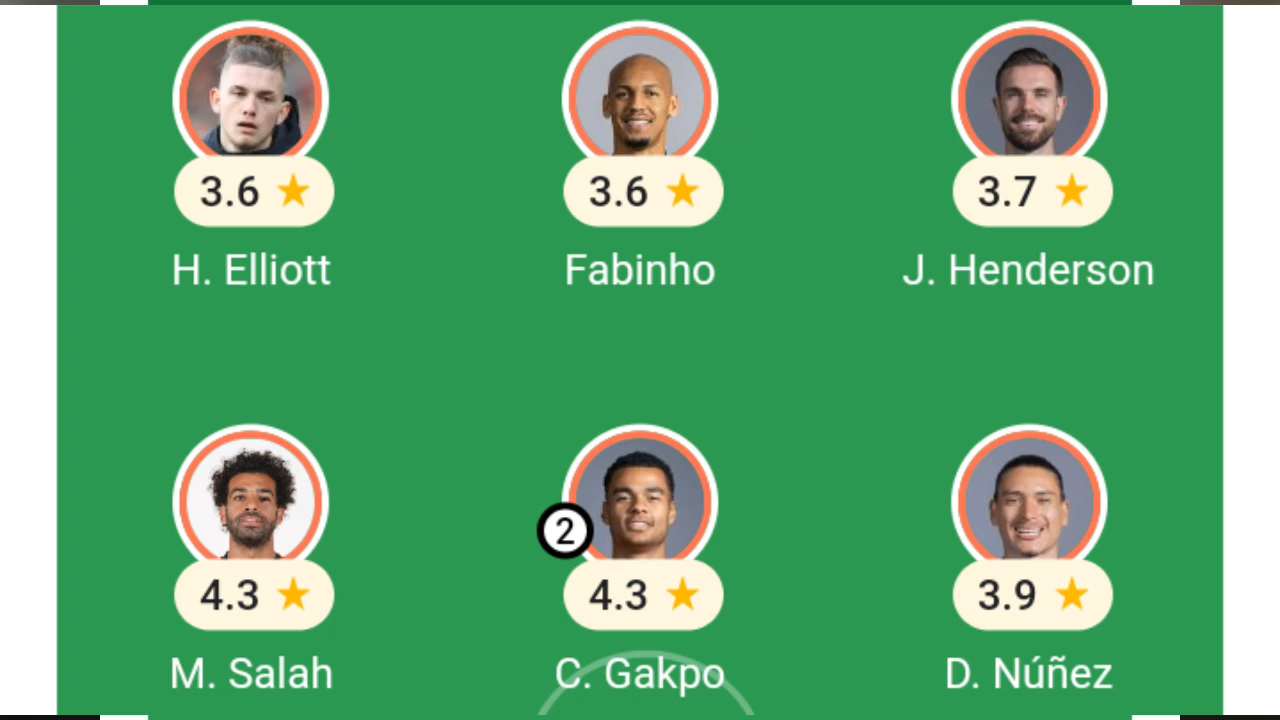 3.6 ★ 3.6 ★ 3.7 ★
H. Elliott Fabinho J. Henderson
2
4.3 ★ 4.3 ★ 3.9 ★
M. Salah C. Gakpo D. Núñez